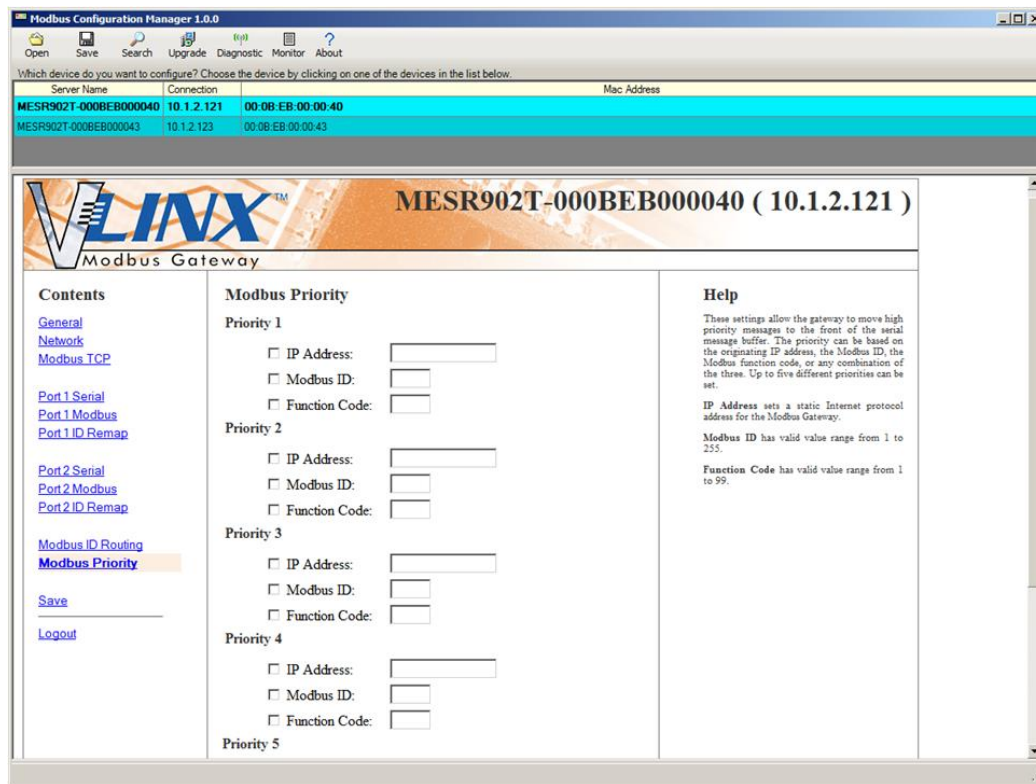 Modbus Configuration Manager 1.0.0
Open Save Search Upgrade Diagnostic Monitor About
Which device do you want to configure? Choose the device by clicking on one of the devices in the list below.
Server Name Connection Mac Address
MESR902T-000BEB000040 10.1.2.121 00:0B:EB:00:00:40
MESR902T-000BEB000043 10.1.2.123 00:0B:EB:00:00:43
VLINX TM
Modbus Gateway
MESR902T-000BEB000040 ( 10.1.2.121 )
Contents
General
Network
Modbus TCP
Port 1 Serial
Port 1 Modbus
Port 1 ID Remap
Port 2 Serial
Port 2 Modbus
Port 2 ID Remap
Modbus ID Routing
Modbus Priority
Save
Logout
Modbus Priority
Priority 1
IP Address:
Modbus ID:
Function Code:
Priority 2
IP Address:
Modbus ID:
Function Code:
Priority 3
IP Address:
Modbus ID:
Function Code:
Priority 4
IP Address:
Modbus ID:
Function Code:
Priority 5
Help
These settings allow the gateway to move high
priority messages to the front of the serial
message buffer. The priority can be based on
the originating IP address, the Modbus ID, the
Modbus function code, or any combination of
the three. Up to five different priorities can be
set.
IP Address sets a static Internet protocol
address for the Modbus Gateway.
Modbus ID has valid value range from 1 to
255.
Function Code has valid value range from 1
to 99.